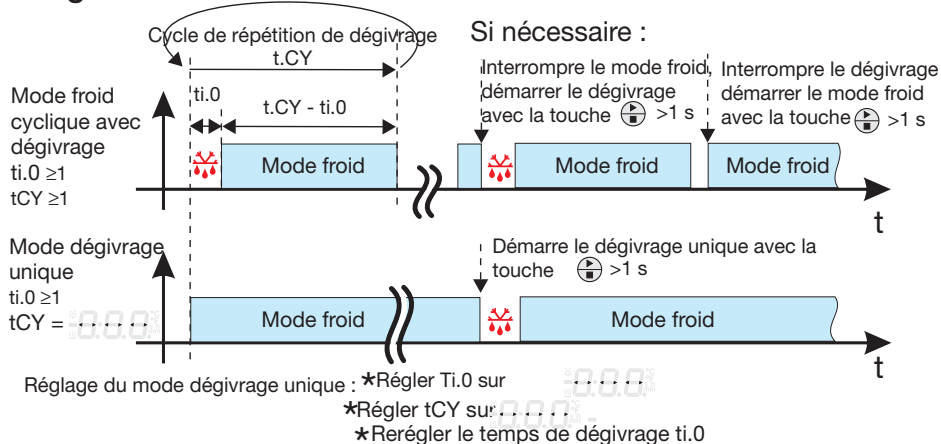 Cycle de répétition de dégivrage
t.CY
Si nécessaire :
Mode froid
cyclique avec
dégivrage
ti.0 ≥1
tCY ≥1
ti.0
t.CY - ti.0
Mode froid
Interrompre le mode froid,
démarrer le dégivrage
avec la touche >1 s
Mode froid
Interrompre le dégivrage
démarrer le mode froid
avec la touche >1 s
Mode froid
t
Mode dégivrage
unique
ti.0 ≥1
tCY = -.-.-.
Mode froid
Démarre le dégivrage unique avec la
touche >1 s
Mode froid
t
Réglage du mode dégivrage unique : *Régler Ti.0 sur -.-.-.
*Régler tCY sur -.-.-. -
*Rerégler le temps de dégivrage ti.0